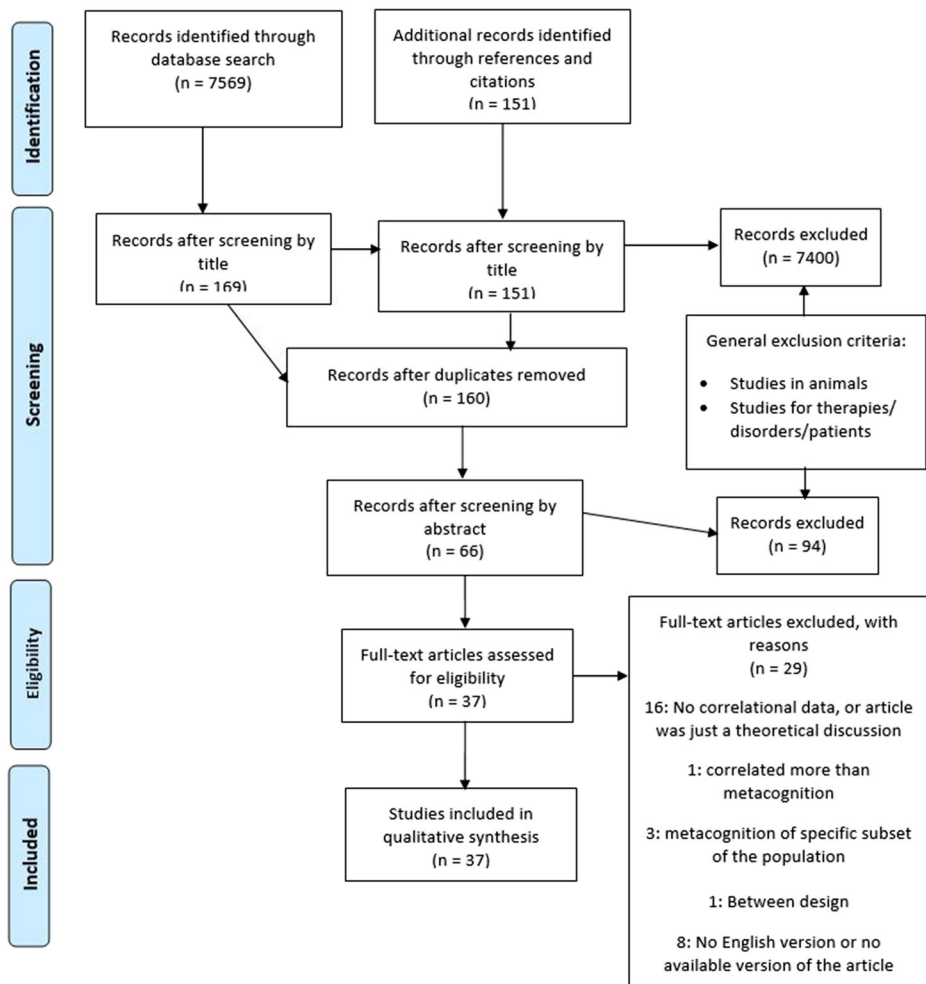 Identification
Records identified through
database search
(n = 7569)
Additional records identified
through references and
citations
(n = 151)
Screening
Records after screening by
title
(n = 169)
Records after screening by
title
(n = 151)
Records excluded
(n = 7400)
General exclusion criteria:
• Studies in animals
• Studies for therapies/
disorders/patients
Records after duplicates removed
(n = 160)
Records after screening by
abstract
(n = 66)
Records excluded
(n = 94)
Eligibility
Full-text articles assessed
for eligibility
(n = 37)
Full-text articles excluded, with
reasons
(n = 29)
16: No correlational data, or article
was just a theoretical discussion
1: correlated more than
metacognition
3: metacognition of specific subset
of the population
1: Between design
8: No English version or no
available version of the article
Included
Studies included in
qualitative synthesis
(n = 37)